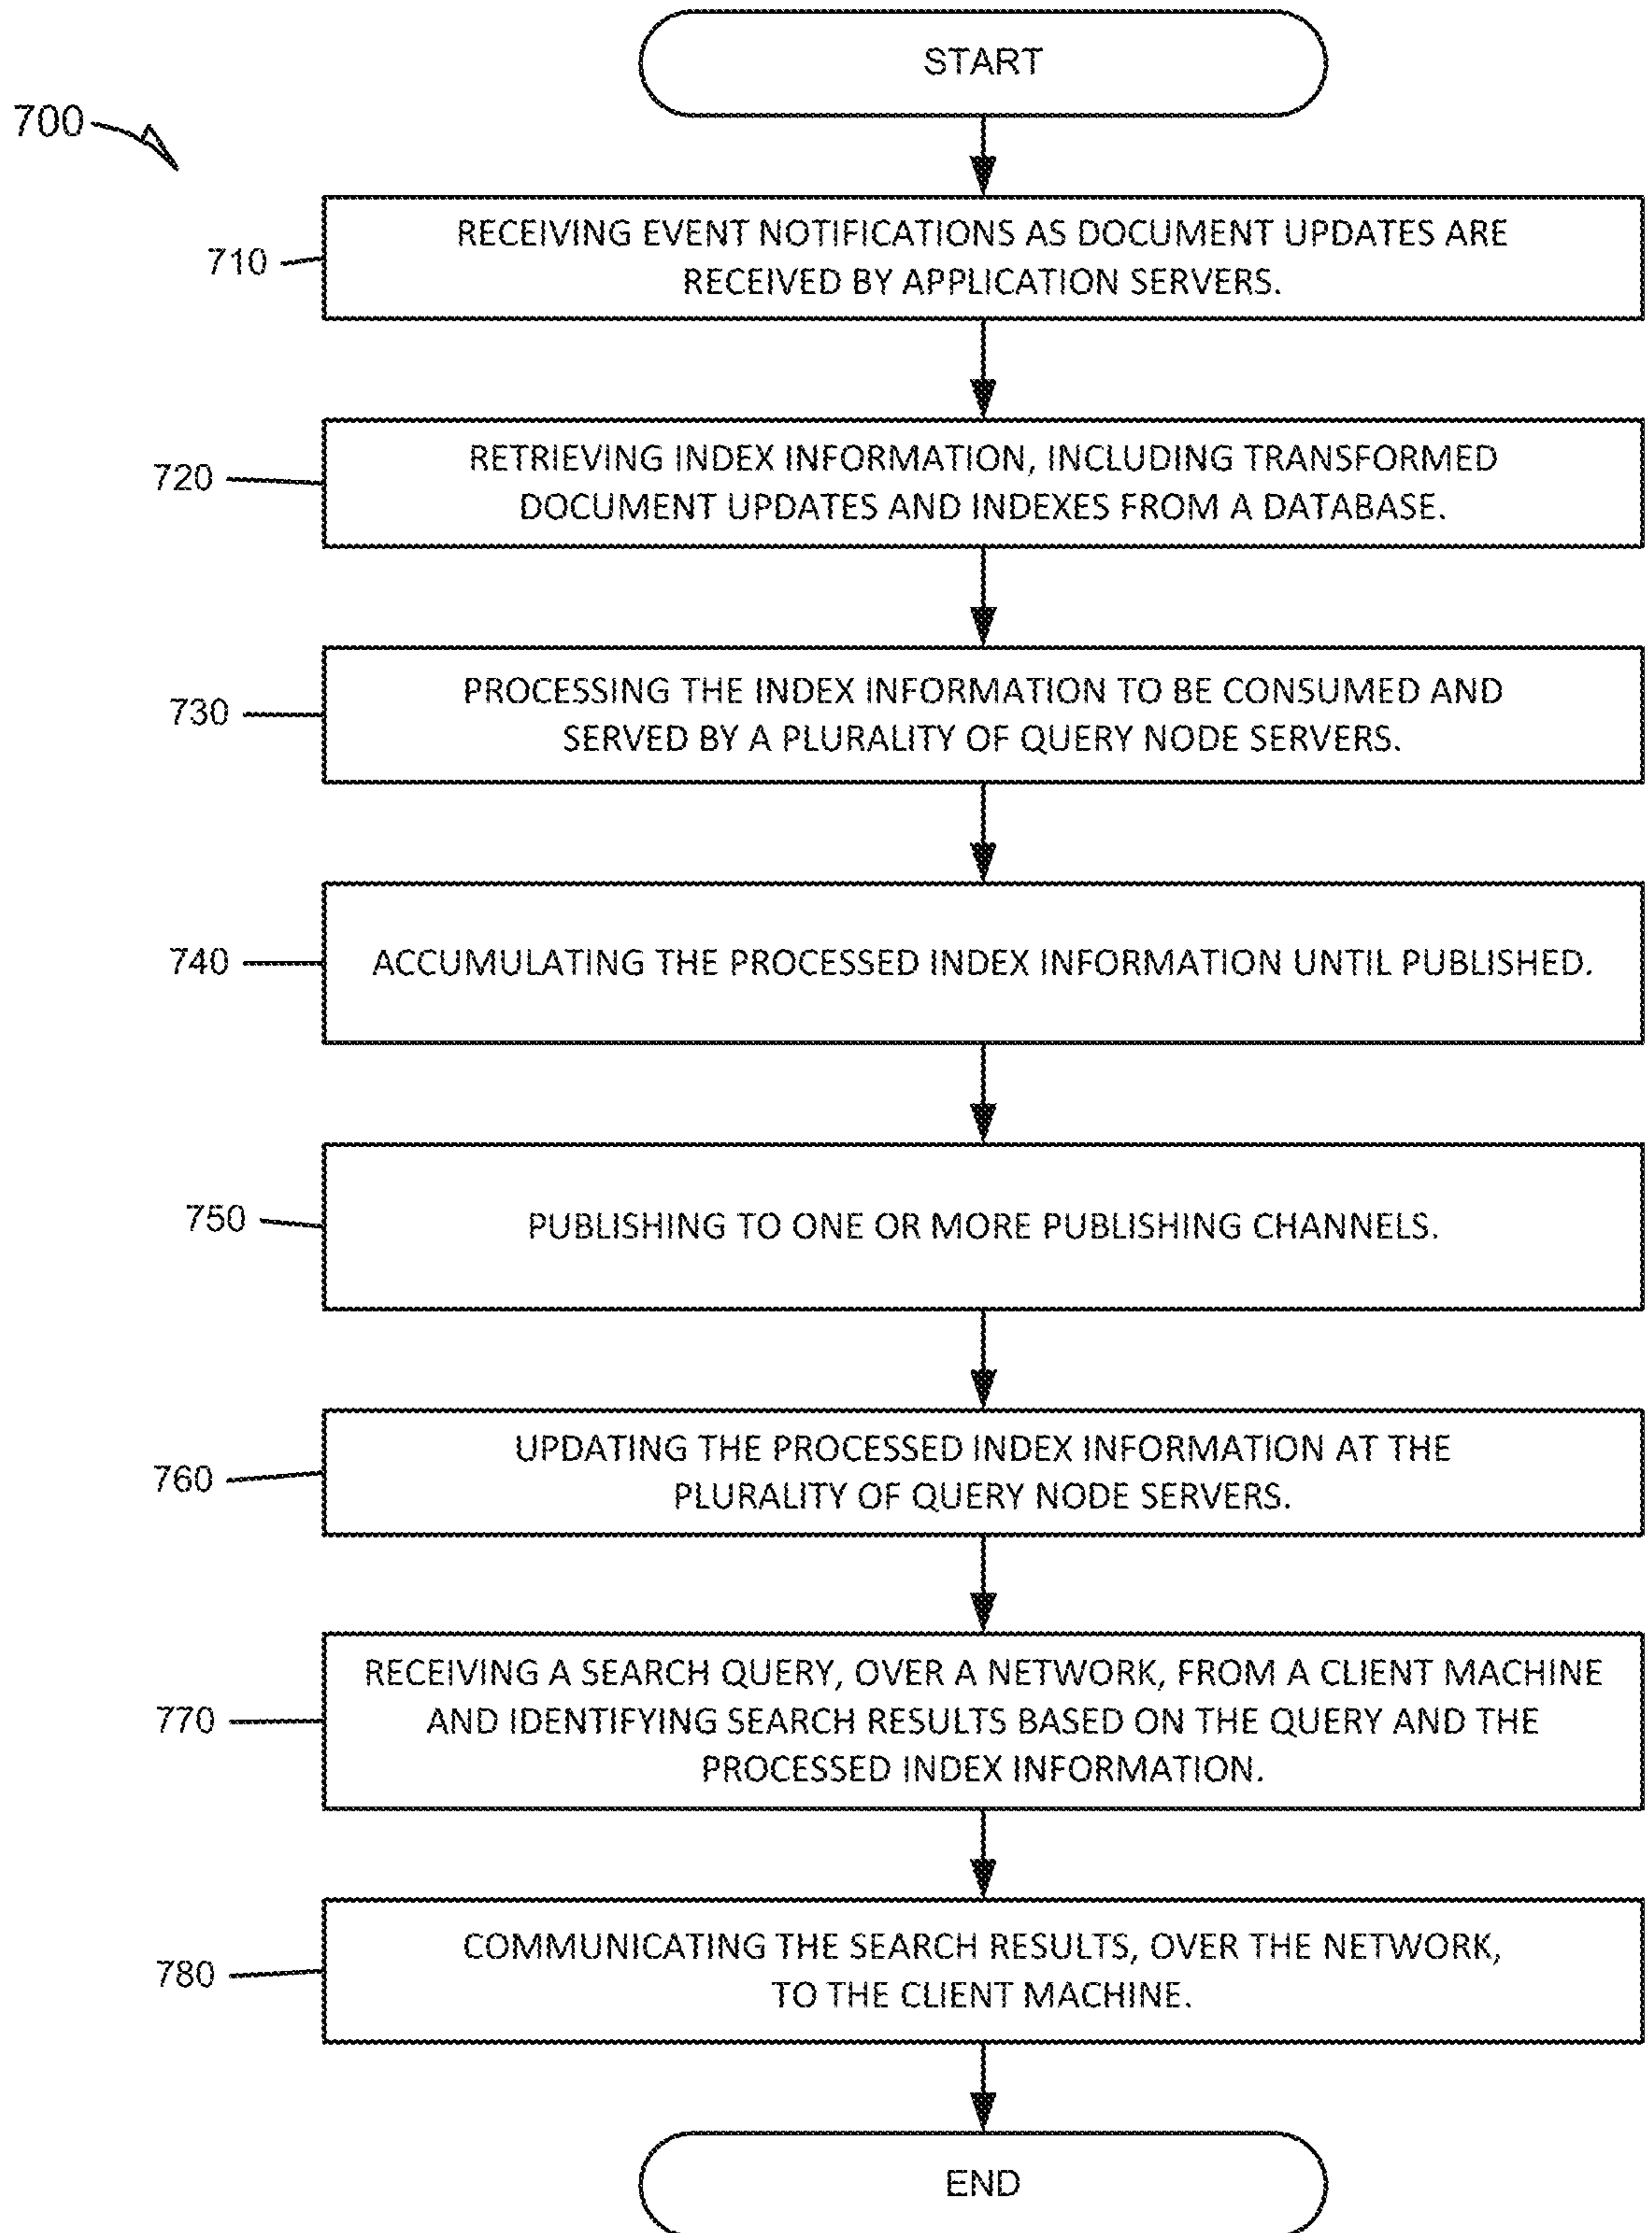 START
700
710
RECEIVING EVENT NOTIFICATIONS AS DOCUMENT UPDATES ARE
RECEIVED BY APPLICATION SERVERS.
720
RETRIEVING INDEX INFORMATION, INCLUDING TRANSFORMED
DOCUMENT UPDATES AND INDEXES FROM A DATABASE.
730
PROCESSING THE INDEX INFORMATION TO BE CONSUMED AND
SERVED BY A PLURALITY OF QUERY NODE SERVERS.
740
ACCUMULATING THE PROCESSED INDEX INFORMATION UNTIL PUBLISHED.
750
PUBLISHING TO ONE OR MORE PUBLISHING CHANNELS.
760
UPDATING THE PROCESSED INDEX INFORMATION AT THE
PLURALITY OF QUERY NODE SERVERS.
770
RECEIVING A SEARCH QUERY, OVER A NETWORK, FROM A CLIENT MACHINE
AND IDENTIFYING SEARCH RESULTS BASED ON THE QUERY AND THE
PROCESSED INDEX INFORMATION.
780
COMMUNICATING THE SEARCH RESULTS, OVER THE NETWORK,
TO THE CLIENT MACHINE.
END